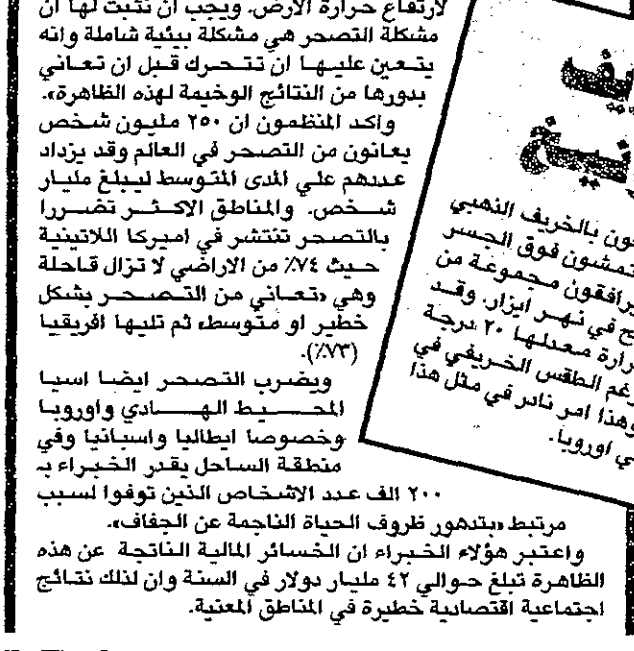 لارتفاع حرارة الارض. ويجب ان نثبت لها ان
مشكلة التصحر هي مشكلة بيئية شاملة وانه
يتعين عليها ان تتحرك قبل ان تعاني
بدورها من النتائج الوخيمة لهذه الظاهرة».
واكد المنظمون ان ٢٥٠ مليون شخص
يعانون من التصحر في العالم وقد يزداد
عددهم علي المدى المتوسط ليبلغ مليار
شخص. والمناطق الاكثر تضررا
بالتصحر تنتشر في اميركا اللاتينية
حيث ٧٤٪ من الاراضي لا تزال قاحلة
وهي «تعاني من التصحر بشكل
خطير او متوسط» ثم تليها افريقيا
(٧٣٪).
ويضرب التصحر ايضا اسيا
المحيط الهادي واوروبا
وخصوصا ايطاليا واسبانيا وفي
منطقة الساحل يقدر الخبراء بـ
٢٠٠ الف عدد الاشخاص الذين توفوا لسبب
مرتبط «بتدهور ظروف الحياة الناجمة عن الجفاف».
واعتبر هؤلاء الخبراء ان الخسائر المالية الناتجة عن هذه
الظاهرة تبلغ حوالي ٤٢ مليار دولار في السنة وان لذلك نتائج
اجتماعية اقتصادية خطيرة في المناطق المعنية.
ون بالخريف الذهبي
تمشون فوق الجسر
يرافقون مجموعة من
ح في نهر ايزار. وقد
رارة معدلها ٢٠ درجة
رغم الطقس الخريفي في
وهذا امر نادر في مثل هذا
ي اوروبا.